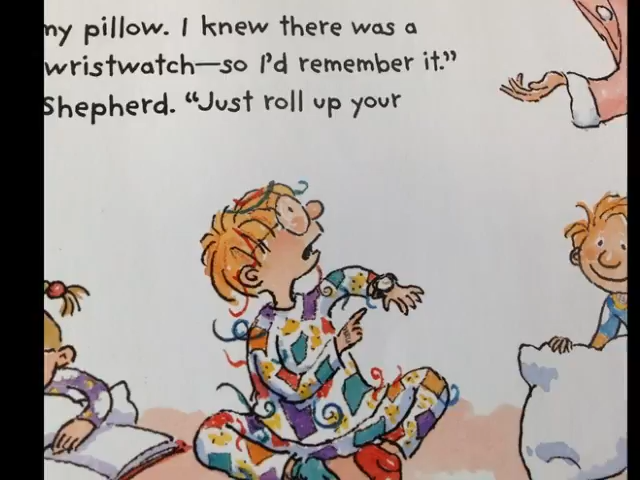 my pillow. I knew there was a
wristwatch—so I'd remember it."
Shepherd. "Just roll up your